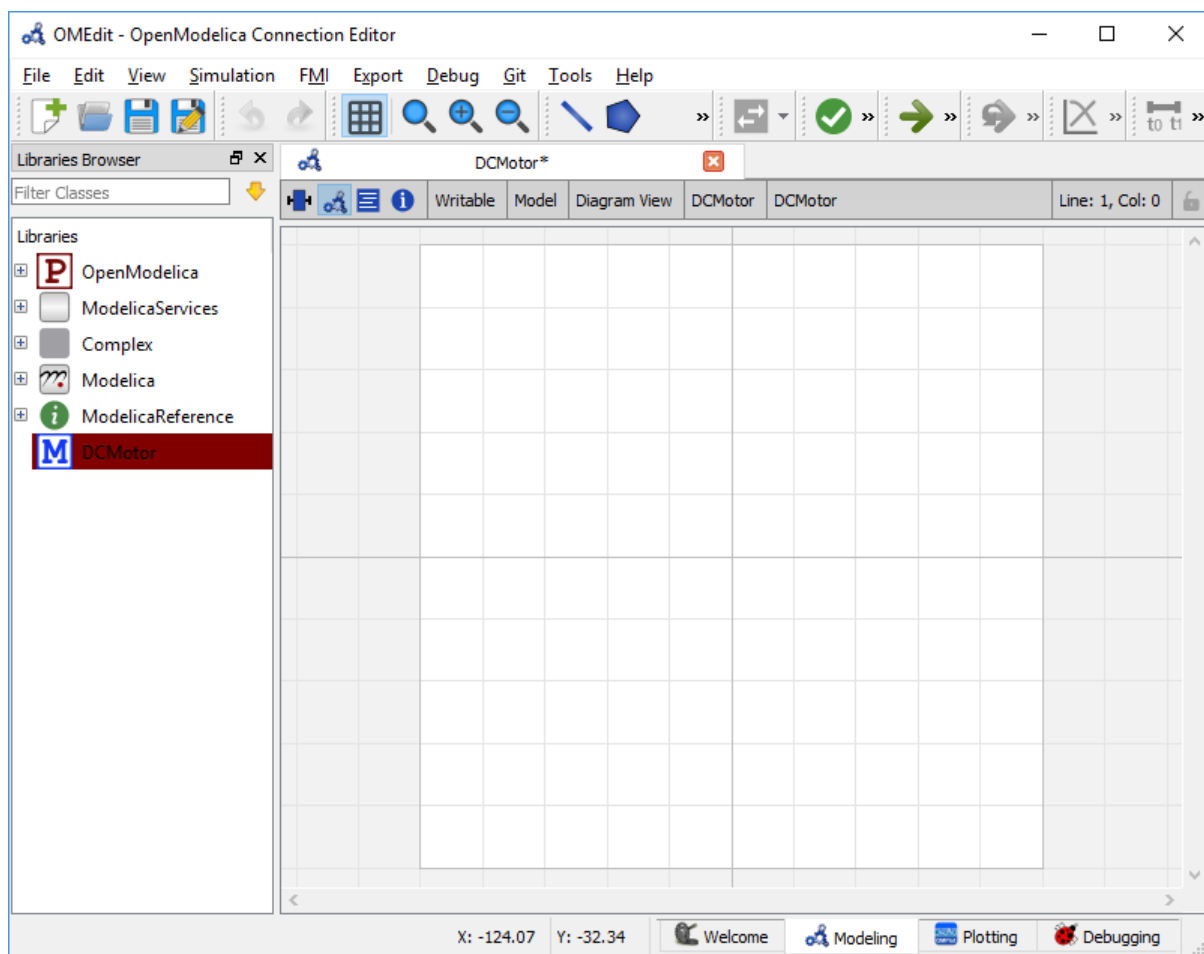 OMEdit - OpenModelica Connection Editor
File Edit View Simulation FMI Export Debug Git Tools Help
» » » » t0 t1 »
Libraries Browser
DCMotor*
Filter Classes
Writable Model Diagram View DCMotor DCMotor Line: 1, Col: 0
Libraries
P OpenModelica
ModelicaServices
Complex
Modelica
i ModelicaReference
M DCMotor
X: -124.07 Y: -32.34 Welcome Modeling Plotting Debugging